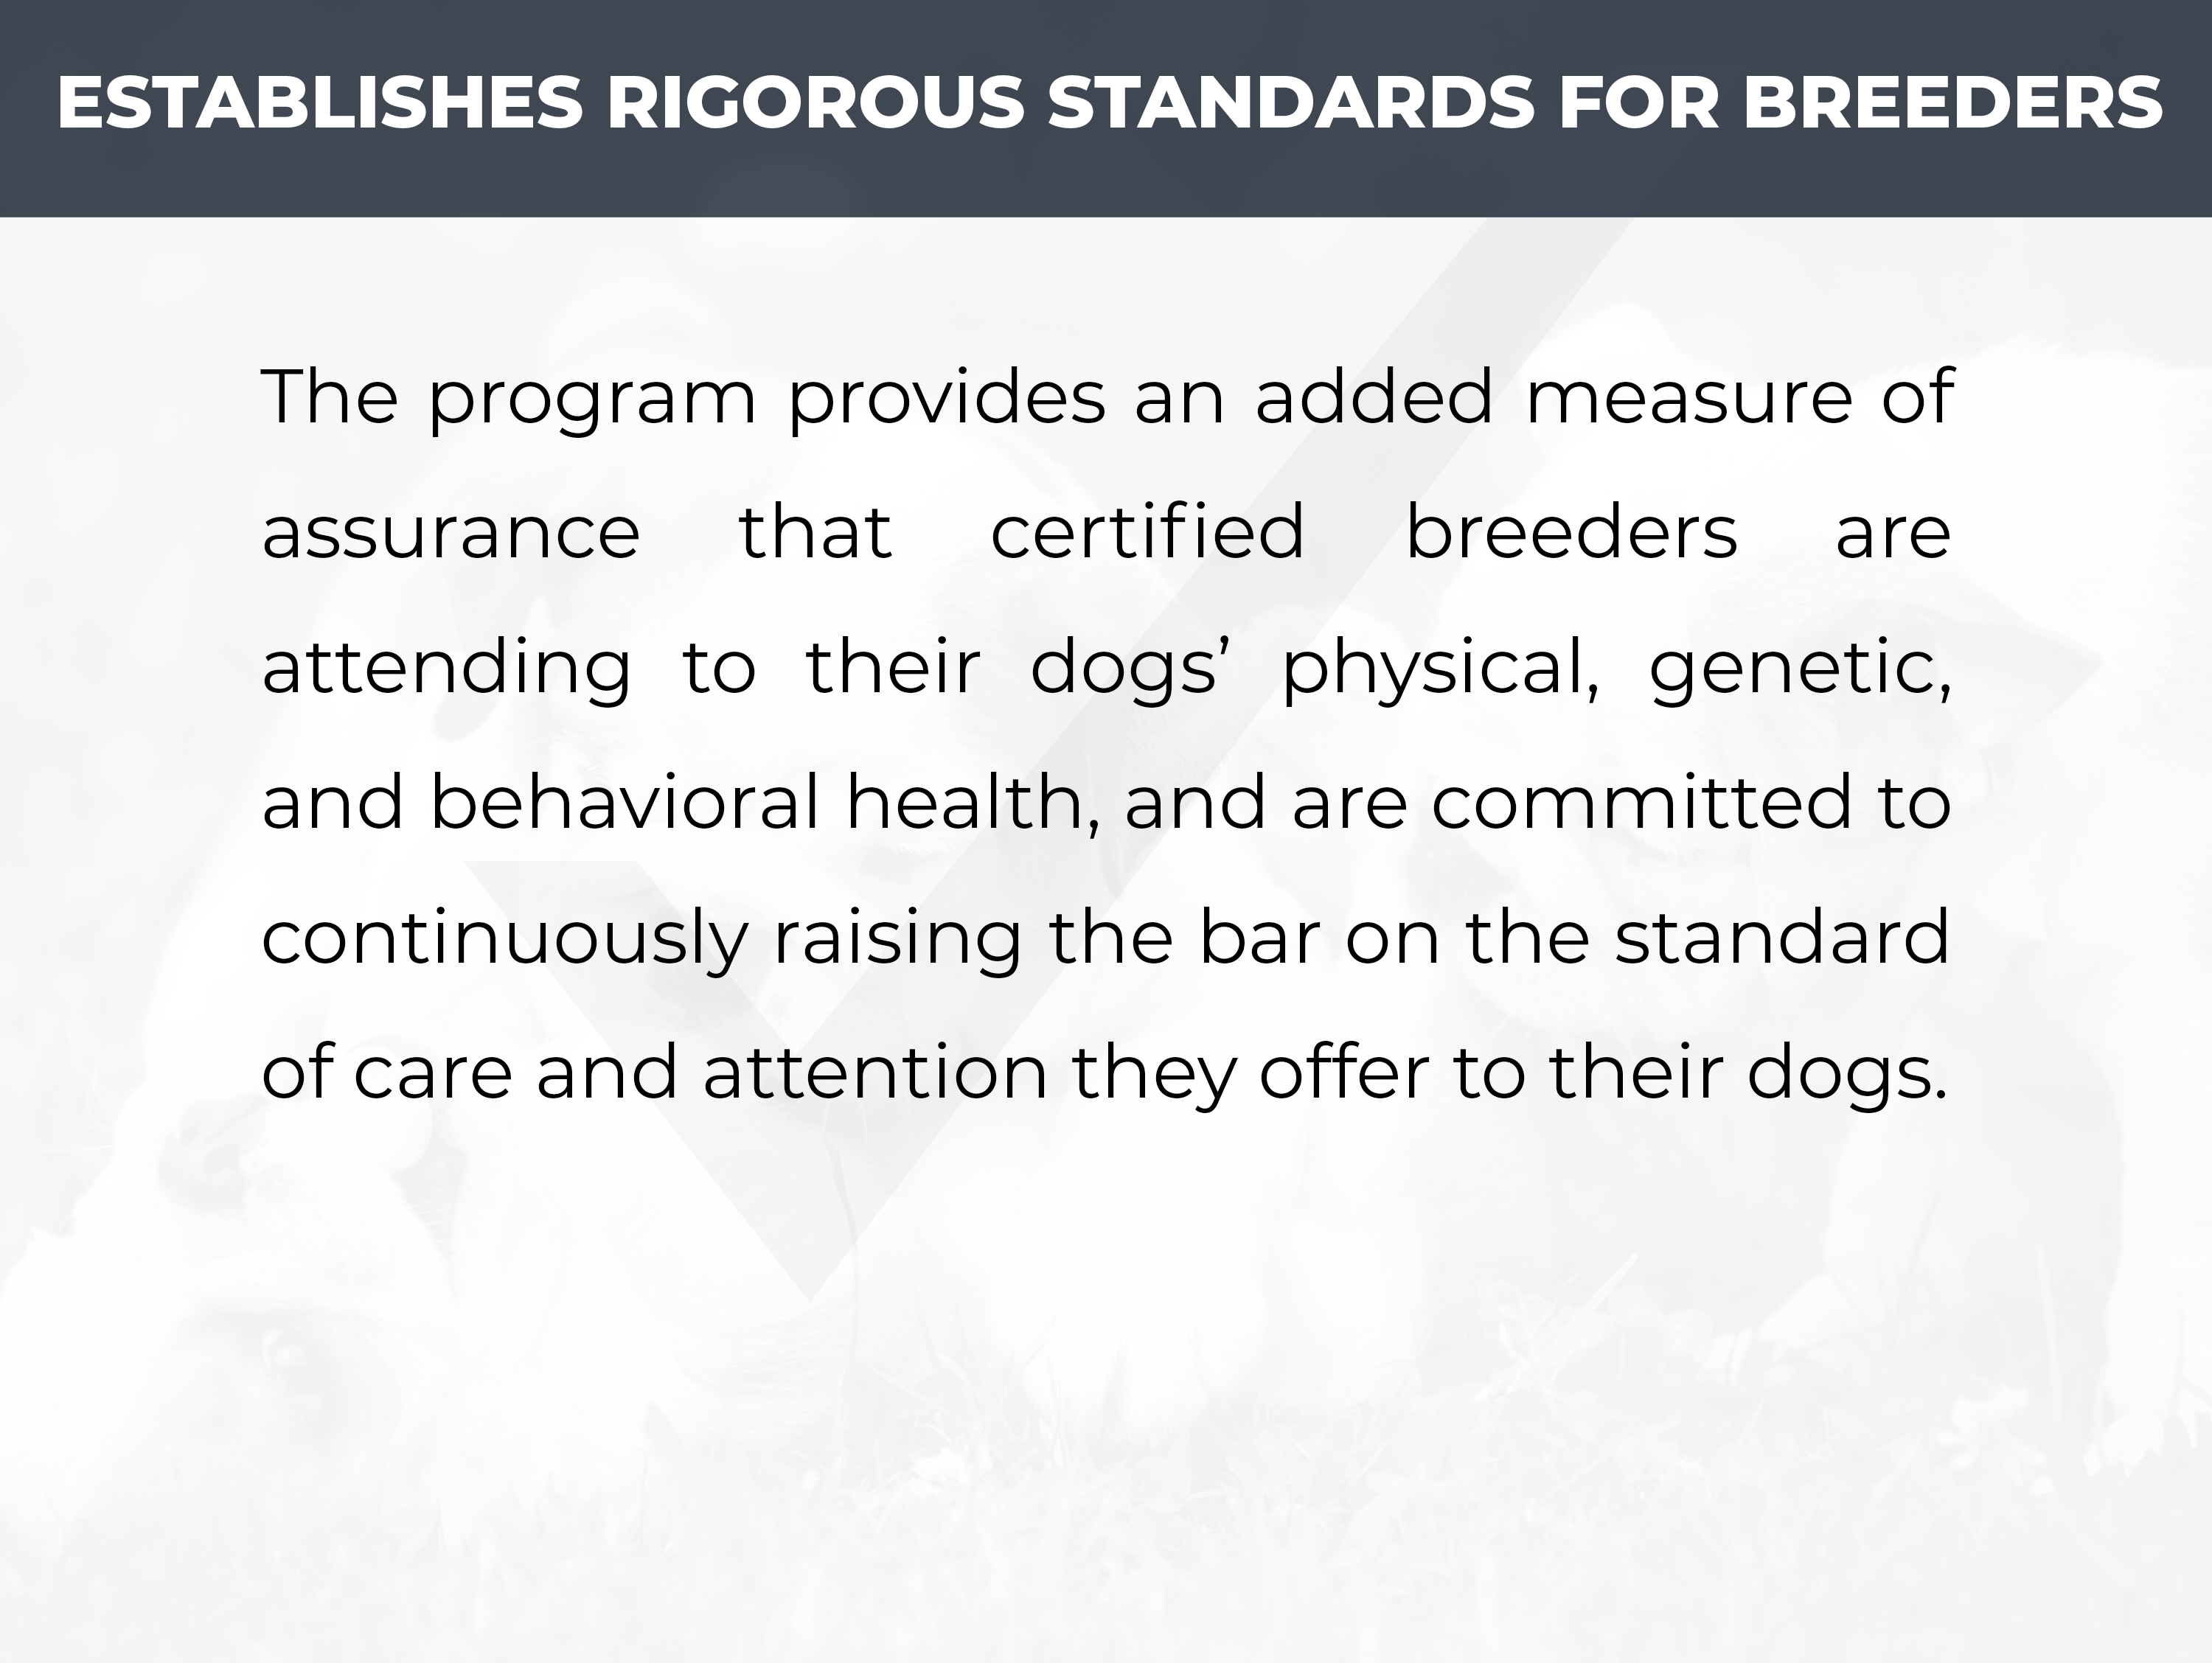 ESTABLISHES RIGOROUS STANDARDS FOR BREEDERS
The program provides an added measure of
assurance that certified breeders are
attending to their dogs’ physical, genetic,
and behavioral health, and are committed to
continuously raising the bar on the standard
of care and attention they offer to their dogs.